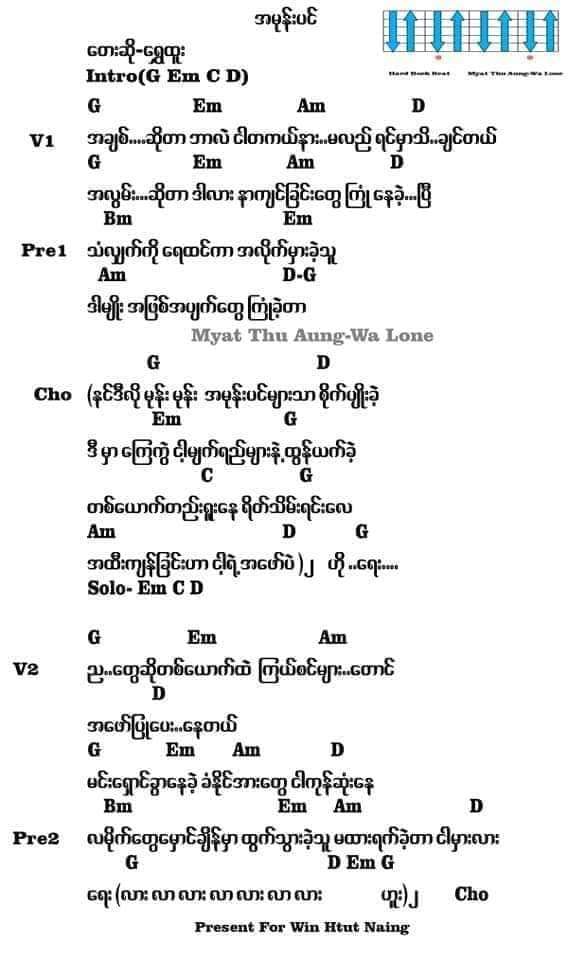 အမုန်းပင်
တေးဆို-ရွှေထူး
Hard Rock Beat Myat Thu Aung-Wa Lone
Intro(G Em C D)
G Em Am D
V1 အချစ်....ဆိုတာ ဘာလဲ ငါတကယ်နား..မလည် ရင်မှာသိ..ချင်တယ်
G Em Am D
အလွမ်း...ဆိုတာ ဒါလား နာကျင်ခြင်းတွေ ကြုံ နေခဲ့...ပြီ
Bm Em
Pre1 သံလျှက်ကို ရေထင်ကာ အလိုက်မှားခဲ့သူ
Am D-G
ဒါမျိုး အဖြစ်အပျက်တွေ ကြုံခဲ့တာ
Myat Thu Aung-Wa Lone
G D
Cho (နင်ဒီလို မုန်း မုန်း အမုန်းပင်များသာ စိုက်ပျိုးခဲ့
Em G
ဒီ မှာ ကြေကွဲ ငါ့မျက်ရည်များနဲ့ ထွန်ယက်ခဲ့
C G
တစ်ယောက်တည်းရူးနေ ရိတ်သိမ်းရင်းလေ
Am D G
အထီးကျန်ခြင်းဟာ ငါ့ရဲ့အဖော်ပဲ )၂ ဟို ..ရေး....
Solo- Em C D
G Em Am
V2 ည..တွေဆိုတစ်ယောက်ထဲ ကြယ်စင်များ..တောင်
D
အဖော်ပြုပေး..နေတယ်
G Em Am D
မင်းရှောင်ခွာနေခဲ့ ခံနိုင်အားတွေ ငါကုန်ဆုံးနေ
Bm Em Am D
Pre2 လမိုက်တွေမှောင်ချိန်မှာ ထွက်သွားခဲ့သူ မထားရက်ခဲ့တာ ငါမှားလား
G D Em G
ရေး (လား လာ လား လာ လား လာ လား ဟူး)၂ Cho
Present For Win Htut Naing